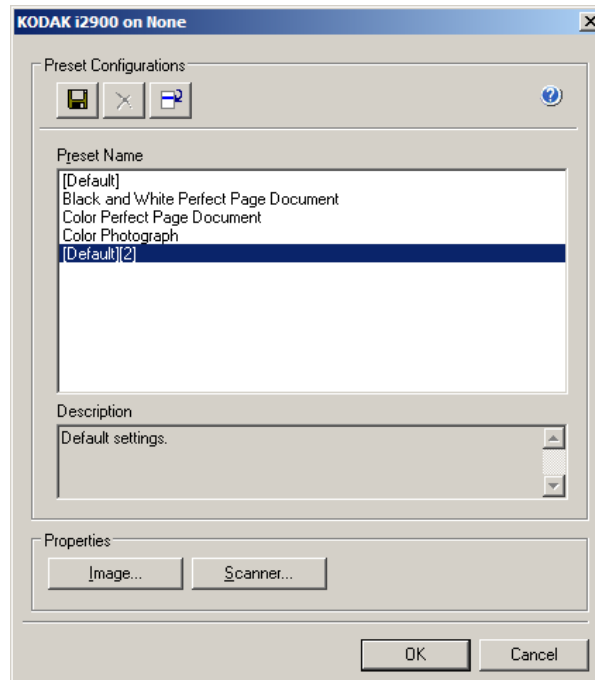 KODAK i2900 on None
Preset Configurations
Preset Name
[Default]
Black and White Perfect Page Document
Color Perfect Page Document
Color Photograph
[Default][2]
Description
Default settings.
Properties
Image... Scanner...
OK Cancel